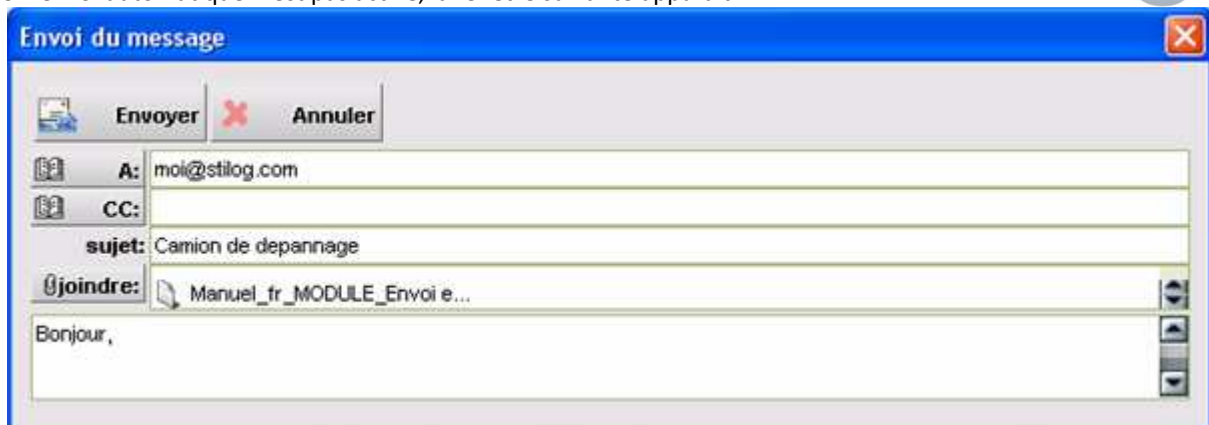 Envoi du message
Envoyer Annuler
A: moi@stilog.com
CC:
sujet: Camion de depannage
joindre: Manuel_fr_MODULE_Envoi e...
Bonjour,